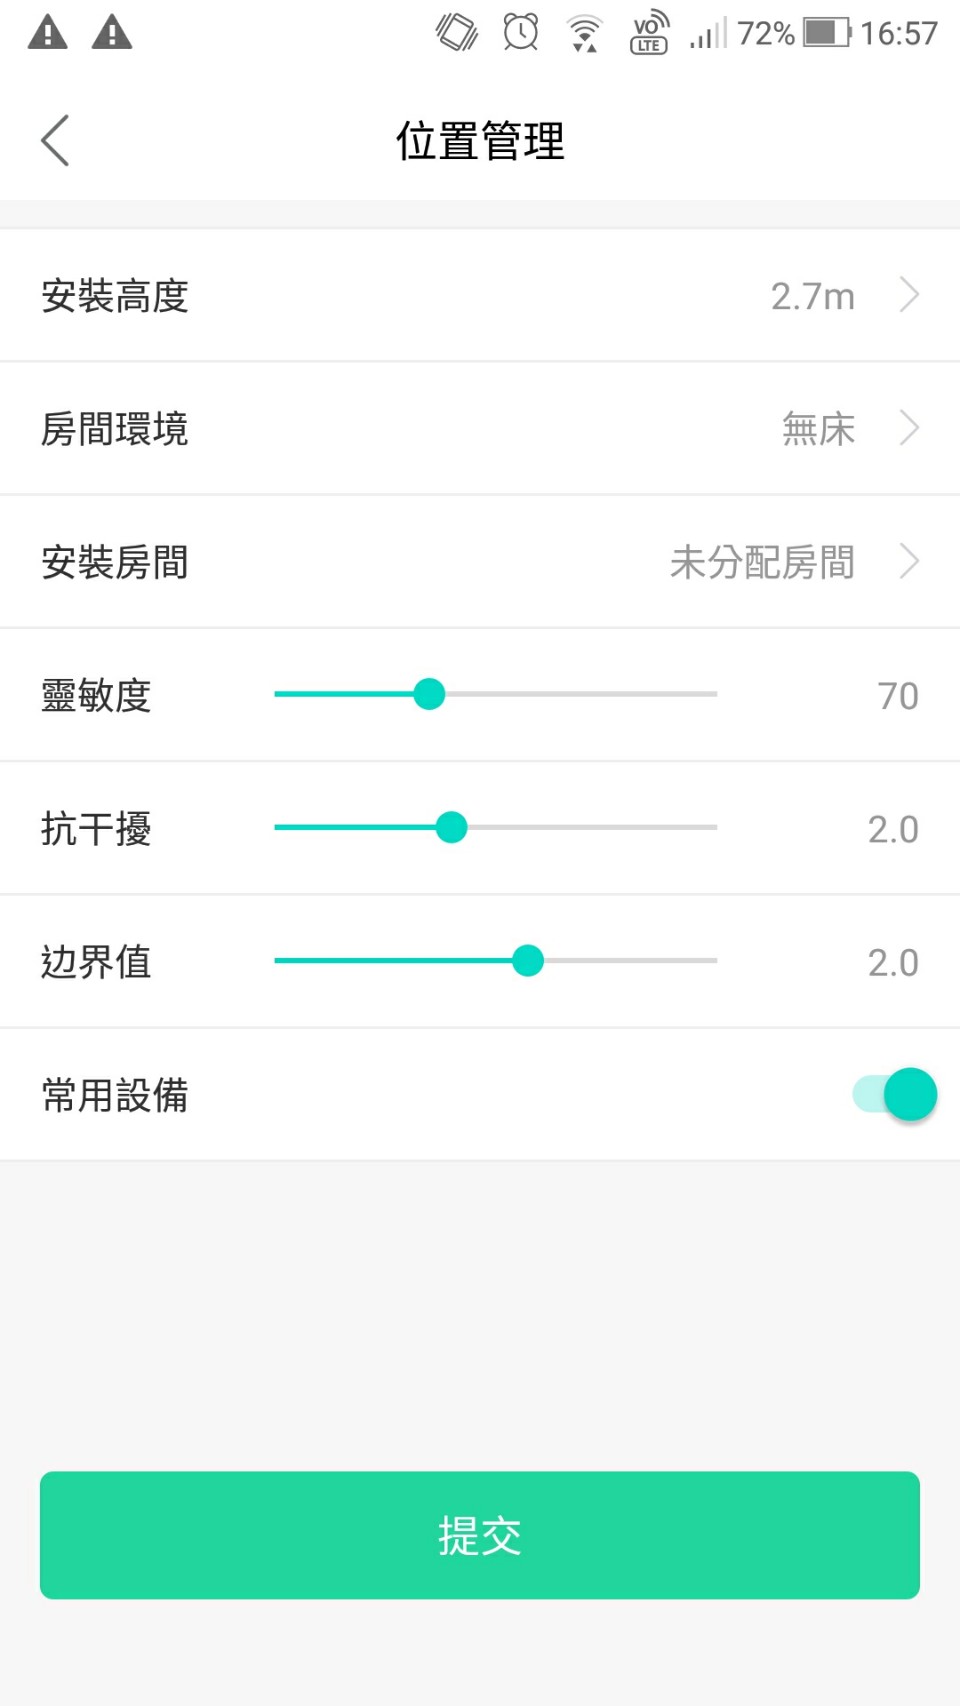 VO LTE 72% 16:57
位置管理
安裝高度 2.7m
房間環境 無床
安裝房間 未分配房間
靈敏度 70
抗干擾 2.0
边界值 2.0
常用設備
提交